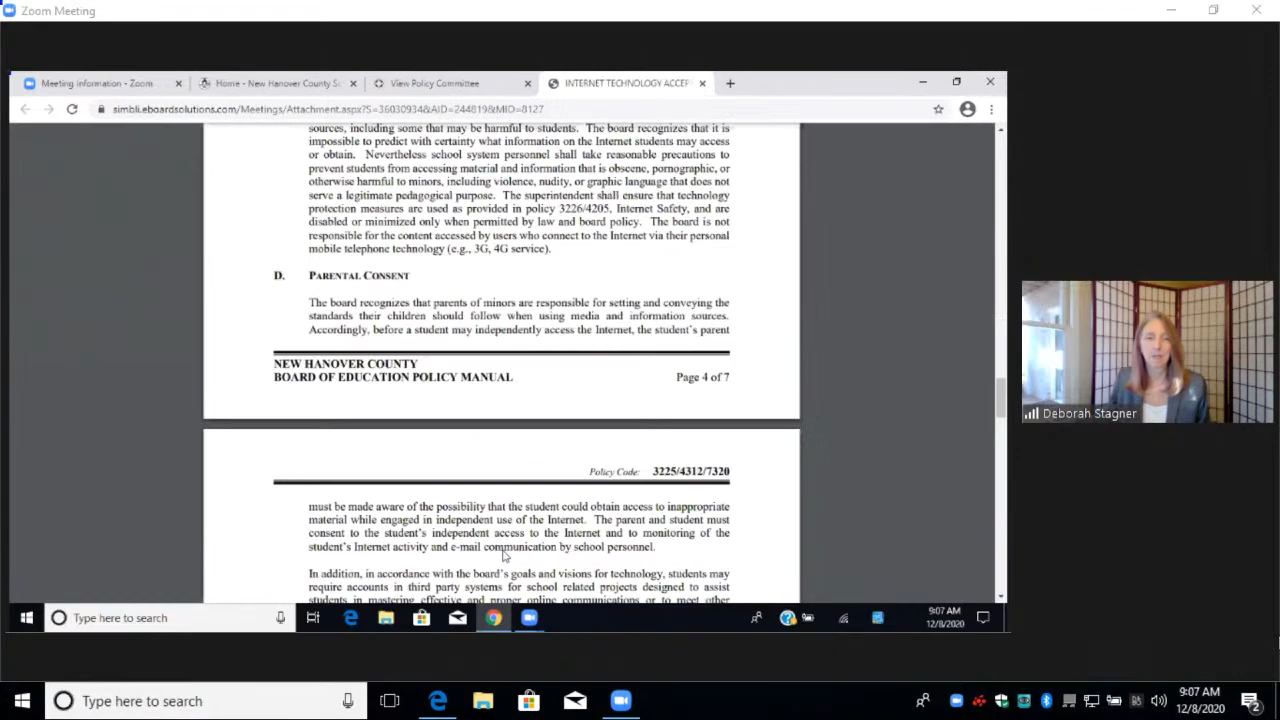 Zoom Meeting
Meeting Information - Zoom
Home - New Hanover County Sc
View Policy Committee
INTERNET TECHNOLOGY ACCEP
simbli.eboardsolutions.com/Meetings/Attachment.aspx?S=36030934&AID=244819&MID=8127
sources, including some that may be harmful to students. The board recognizes that it is
impossible to predict with certainty what information on the Internet students may access
or obtain. Nevertheless school system personnel shall take reasonable precautions to
prevent students from accessing material and information that is obscene, pornographic, or
otherwise harmful to minors, including violence, nudity, or graphic language that does not
serve a legitimate pedagogical purpose. The superintendent shall ensure that technology
protection measures are used as provided in policy 3226/4205, Internet Safety, and are
disabled or minimized only when permitted by law and board policy. The board is not
responsible for the content accessed by users who connect to the Internet via their personal
mobile telephone technology (e.g., 3G, 4G service).
D. PARENTAL CONSENT
The board recognizes that parents of minors are responsible for setting and conveying the
standards their children should follow when using media and information sources.
Accordingly, before a student may independently access the Internet, the student's parent
NEW HANOVER COUNTY
BOARD OF EDUCATION POLICY MANUAL Page 4 of 7
Policy Code: 3225/4312/7320
must be made aware of the possibility that the student could obtain access to inappropriate
material while engaged in independent use of the Internet. The parent and student must
consent to the student's independent access to the Internet and to monitoring of the
student's Internet activity and e-mail communication by school personnel.
In addition, in accordance with the board's goals and visions for technology, students may
require accounts in third party systems for school related projects designed to assist
students in mastering effective and proper online communications or to meet other
Deborah Stagner
Type here to search
9:07 AM
12/8/2020
Type here to search
9:07 AM
12/8/2020
2